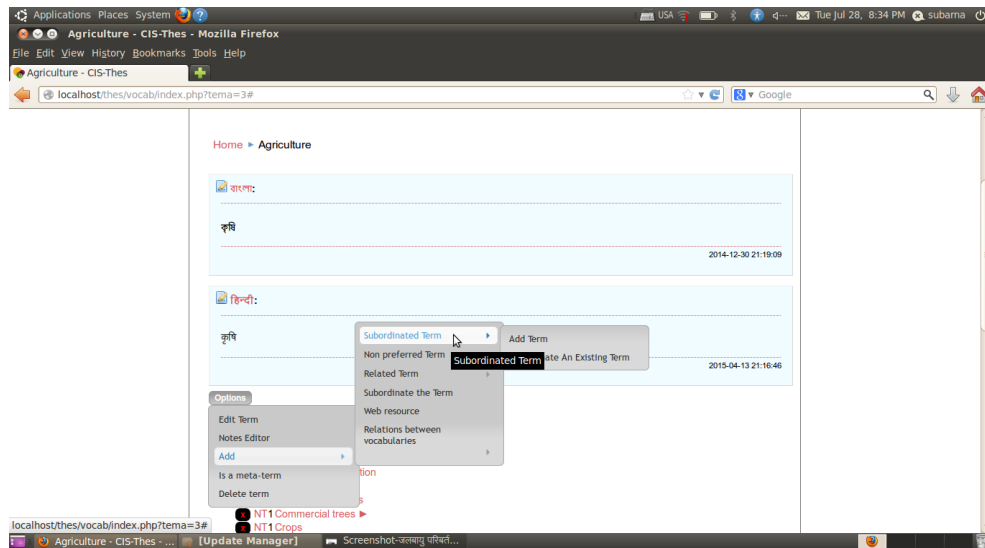 Applications Places System USA Tue Jul 28, 8:34 PM subarna
Agriculture - CIS-Thes - Mozilla Firefox
File Edit View History Bookmarks Tools Help
Agriculture - CIS-Thes
localhost/thes/vocab/index.php?tema=3# Google
Home ► Agriculture
বাংলা:
কৃষি
2014-12-30 21:19:09
हिन्दी:
कृषि
2015-04-13 21:16:46
Subordinated Term
Non preferred Term
Related Term
Subordinate the Term
Web resource
Relations between
vocabularies
Add Term
ate An Existing Term
Subordinated Term
Options
Edit Term
Notes Editor
Add
Is a meta-term
Delete term
tion
s
x NT1 Commercial trees ►
x NT1 Crops
localhost/thes/vocab/index.php?tema=3#
Agriculture - CIS-Thes - ... [Update Manager] Screenshot-जलबायु परिबर्त...